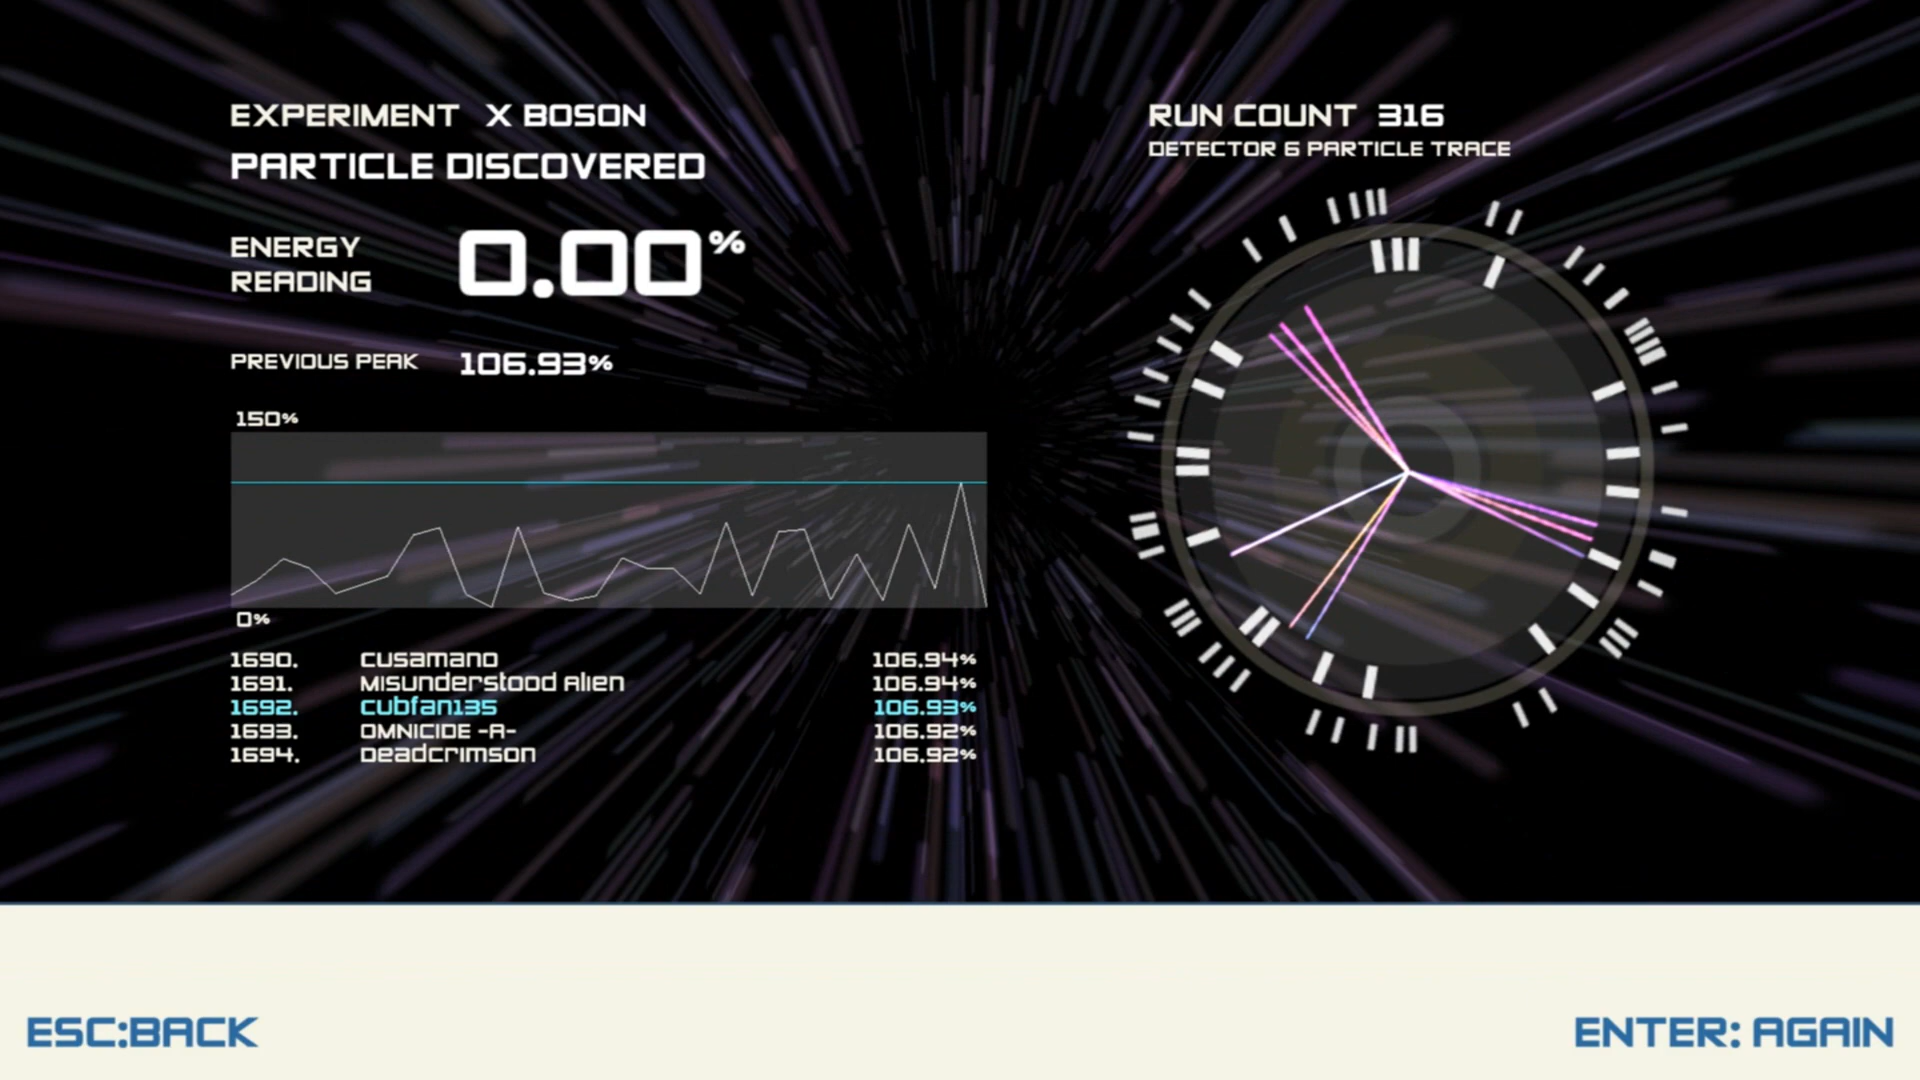 EXPERIMENT X BOSON
PARTICLE DISCOVERED
ENERGY READING 0.00%
PREVIOUS PEAK 106.93%
150%
0%
1690. cusamano 106.94%
1691. Misunderstood Alien 106.94%
1692. cubfan135 106.93%
1693. OMNICIDE -A- 106.92%
1694. Deadcrimson 106.92%
RUN COUNT 316
DETECTOR 6 PARTICLE TRACE
ESC:BACK
ENTER: AGAIN